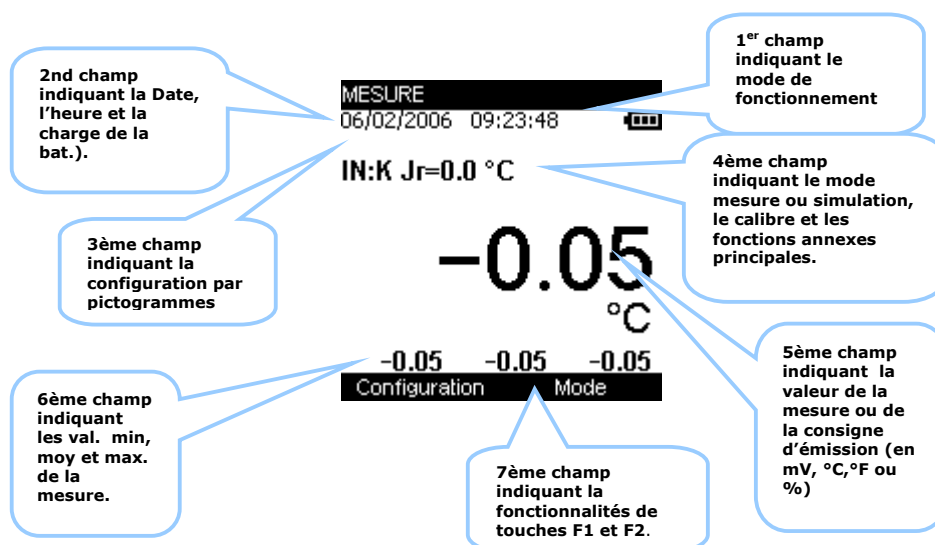 1er champ
indiquant le
mode de
fonctionnement
2nd champ
indiquant la Date,
l'heure et la
charge de la
bat.).
MESURE
06/02/2006 09:23:48
IN:K Jr=0.0 °C
4ème champ
indiquant le mode
mesure ou simulation,
le calibre et les
fonctions annexes
principales.
3ème champ
indiquant la
configuration par
pictogrammes
-0.05
°C
-0.05 -0.05 -0.05
Configuration Mode
5ème champ
indiquant la
valeur de la
mesure ou de
la consigne
d'émission (en
mV, °C,°F ou
%)
6ème champ
indiquant
les val. min,
moy et max.
de la
mesure.
7ème champ
indiquant la
fonctionnalités de
touches F1 et F2.